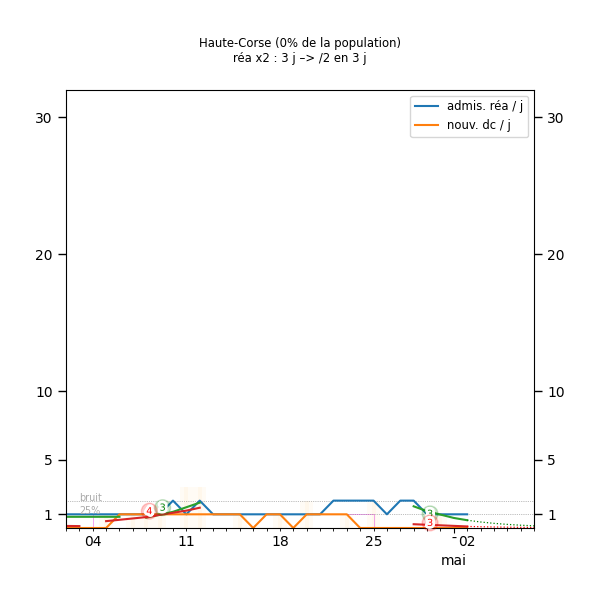 Haute-Corse (0% de la population)
réa x2 : 3 j –> /2 en 3 j
admis. réa / j
nouv. dc / j
30 30
20 20
10 10
5 5
bruit
25%
1 1
4 3 3
3
04 11 18 25 02
mai